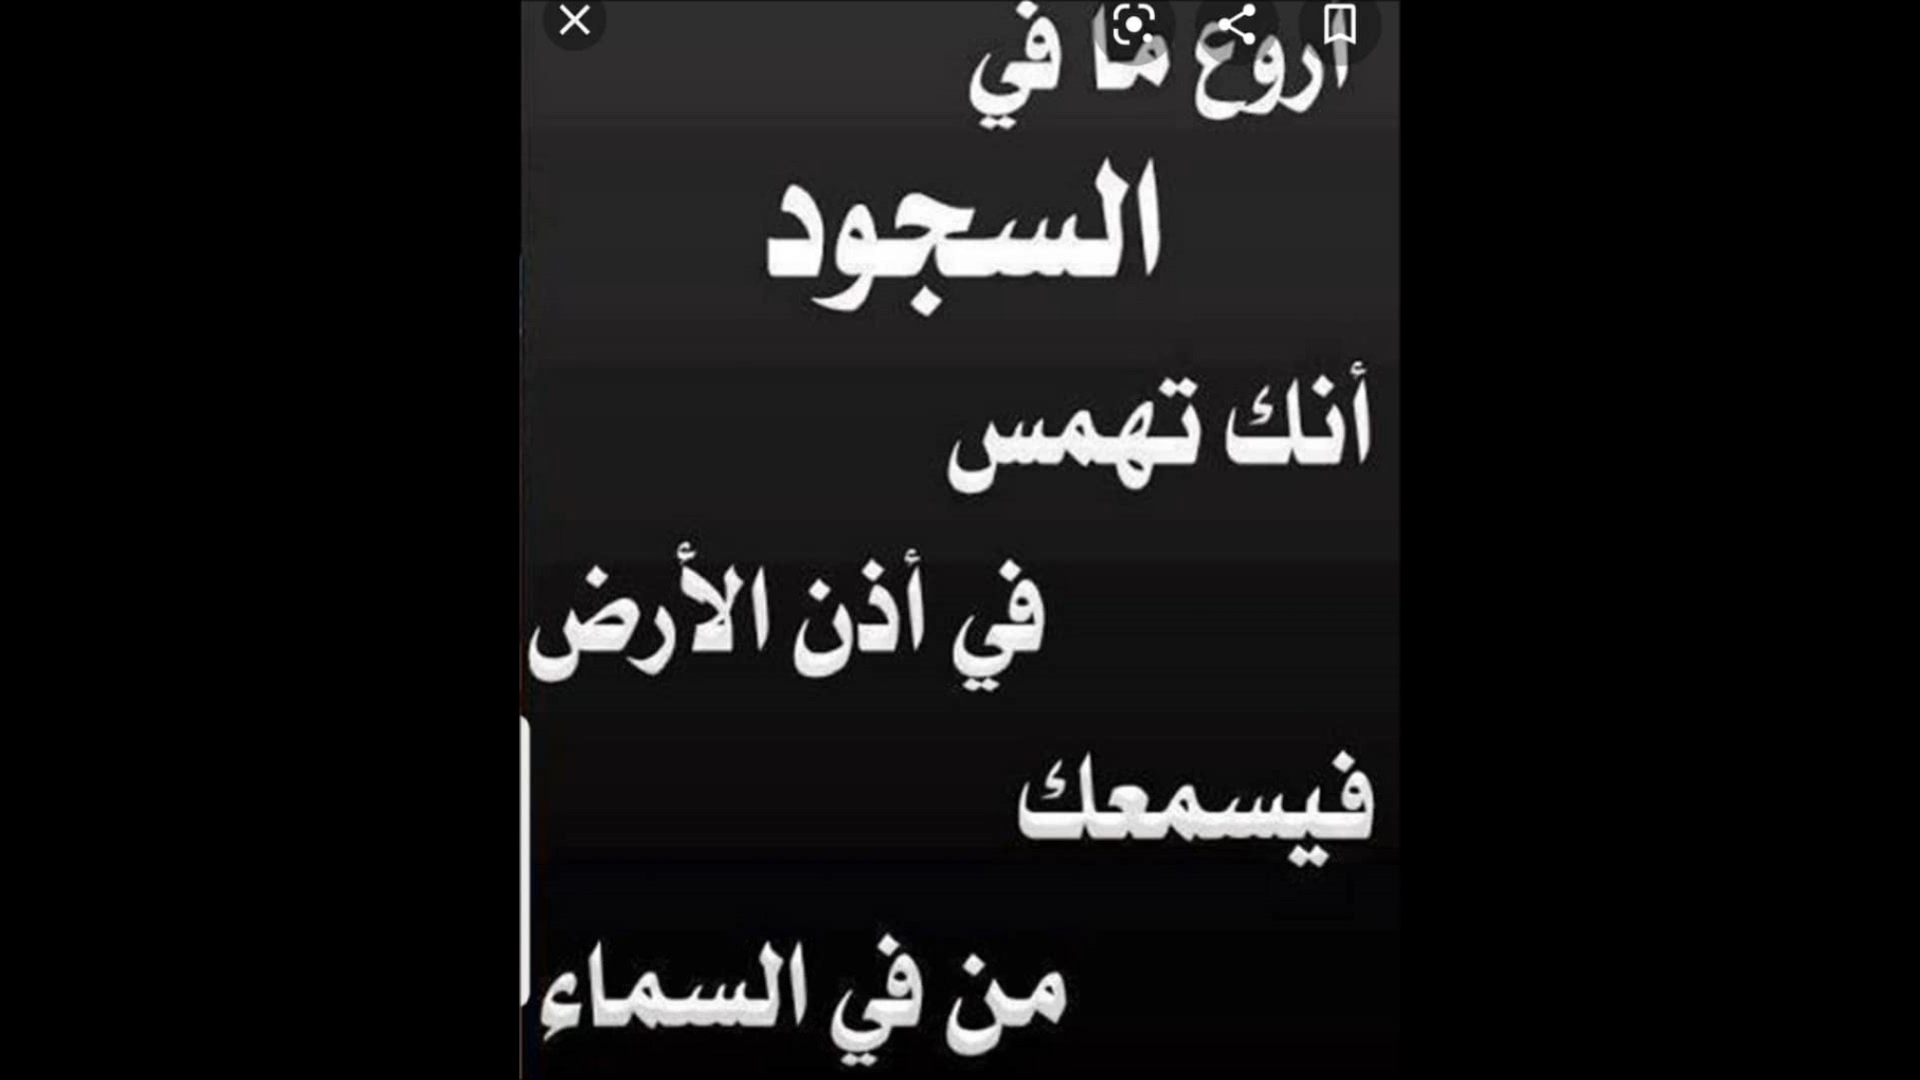 اروع ما في
السجود
أنك تهمس
في أذن الأرض
فيسمعك
من في السماء